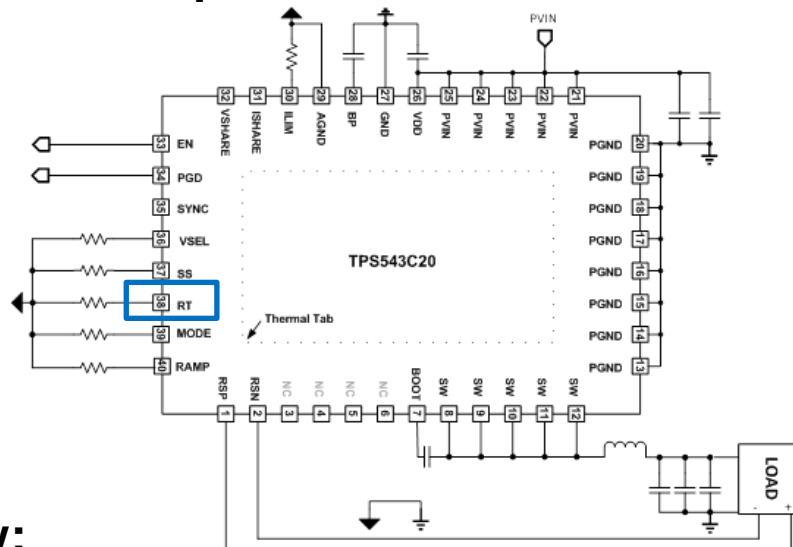 PVIN
32 31 30 29 28 27 26 25 24 23 22 21
VSHARE ISHARE ILIM AGND BP GND VDD PVIN PVIN PVIN PVIN PVIN
33 EN
34 PGD
35 SYNC
36 VSEL
37 SS
38 RT
39 MODE
40 RAMP
TPS543C20
Thermal Tab
PGND 20
PGND 19
PGND 18
PGND 17
PGND 16
PGND 15
PGND 14
PGND 13
RSP RSN NC NC NC NC BOOT SW SW SW SW SW
1 2 3 4 5 6 7 8 9 10 11 12
LOAD
- +